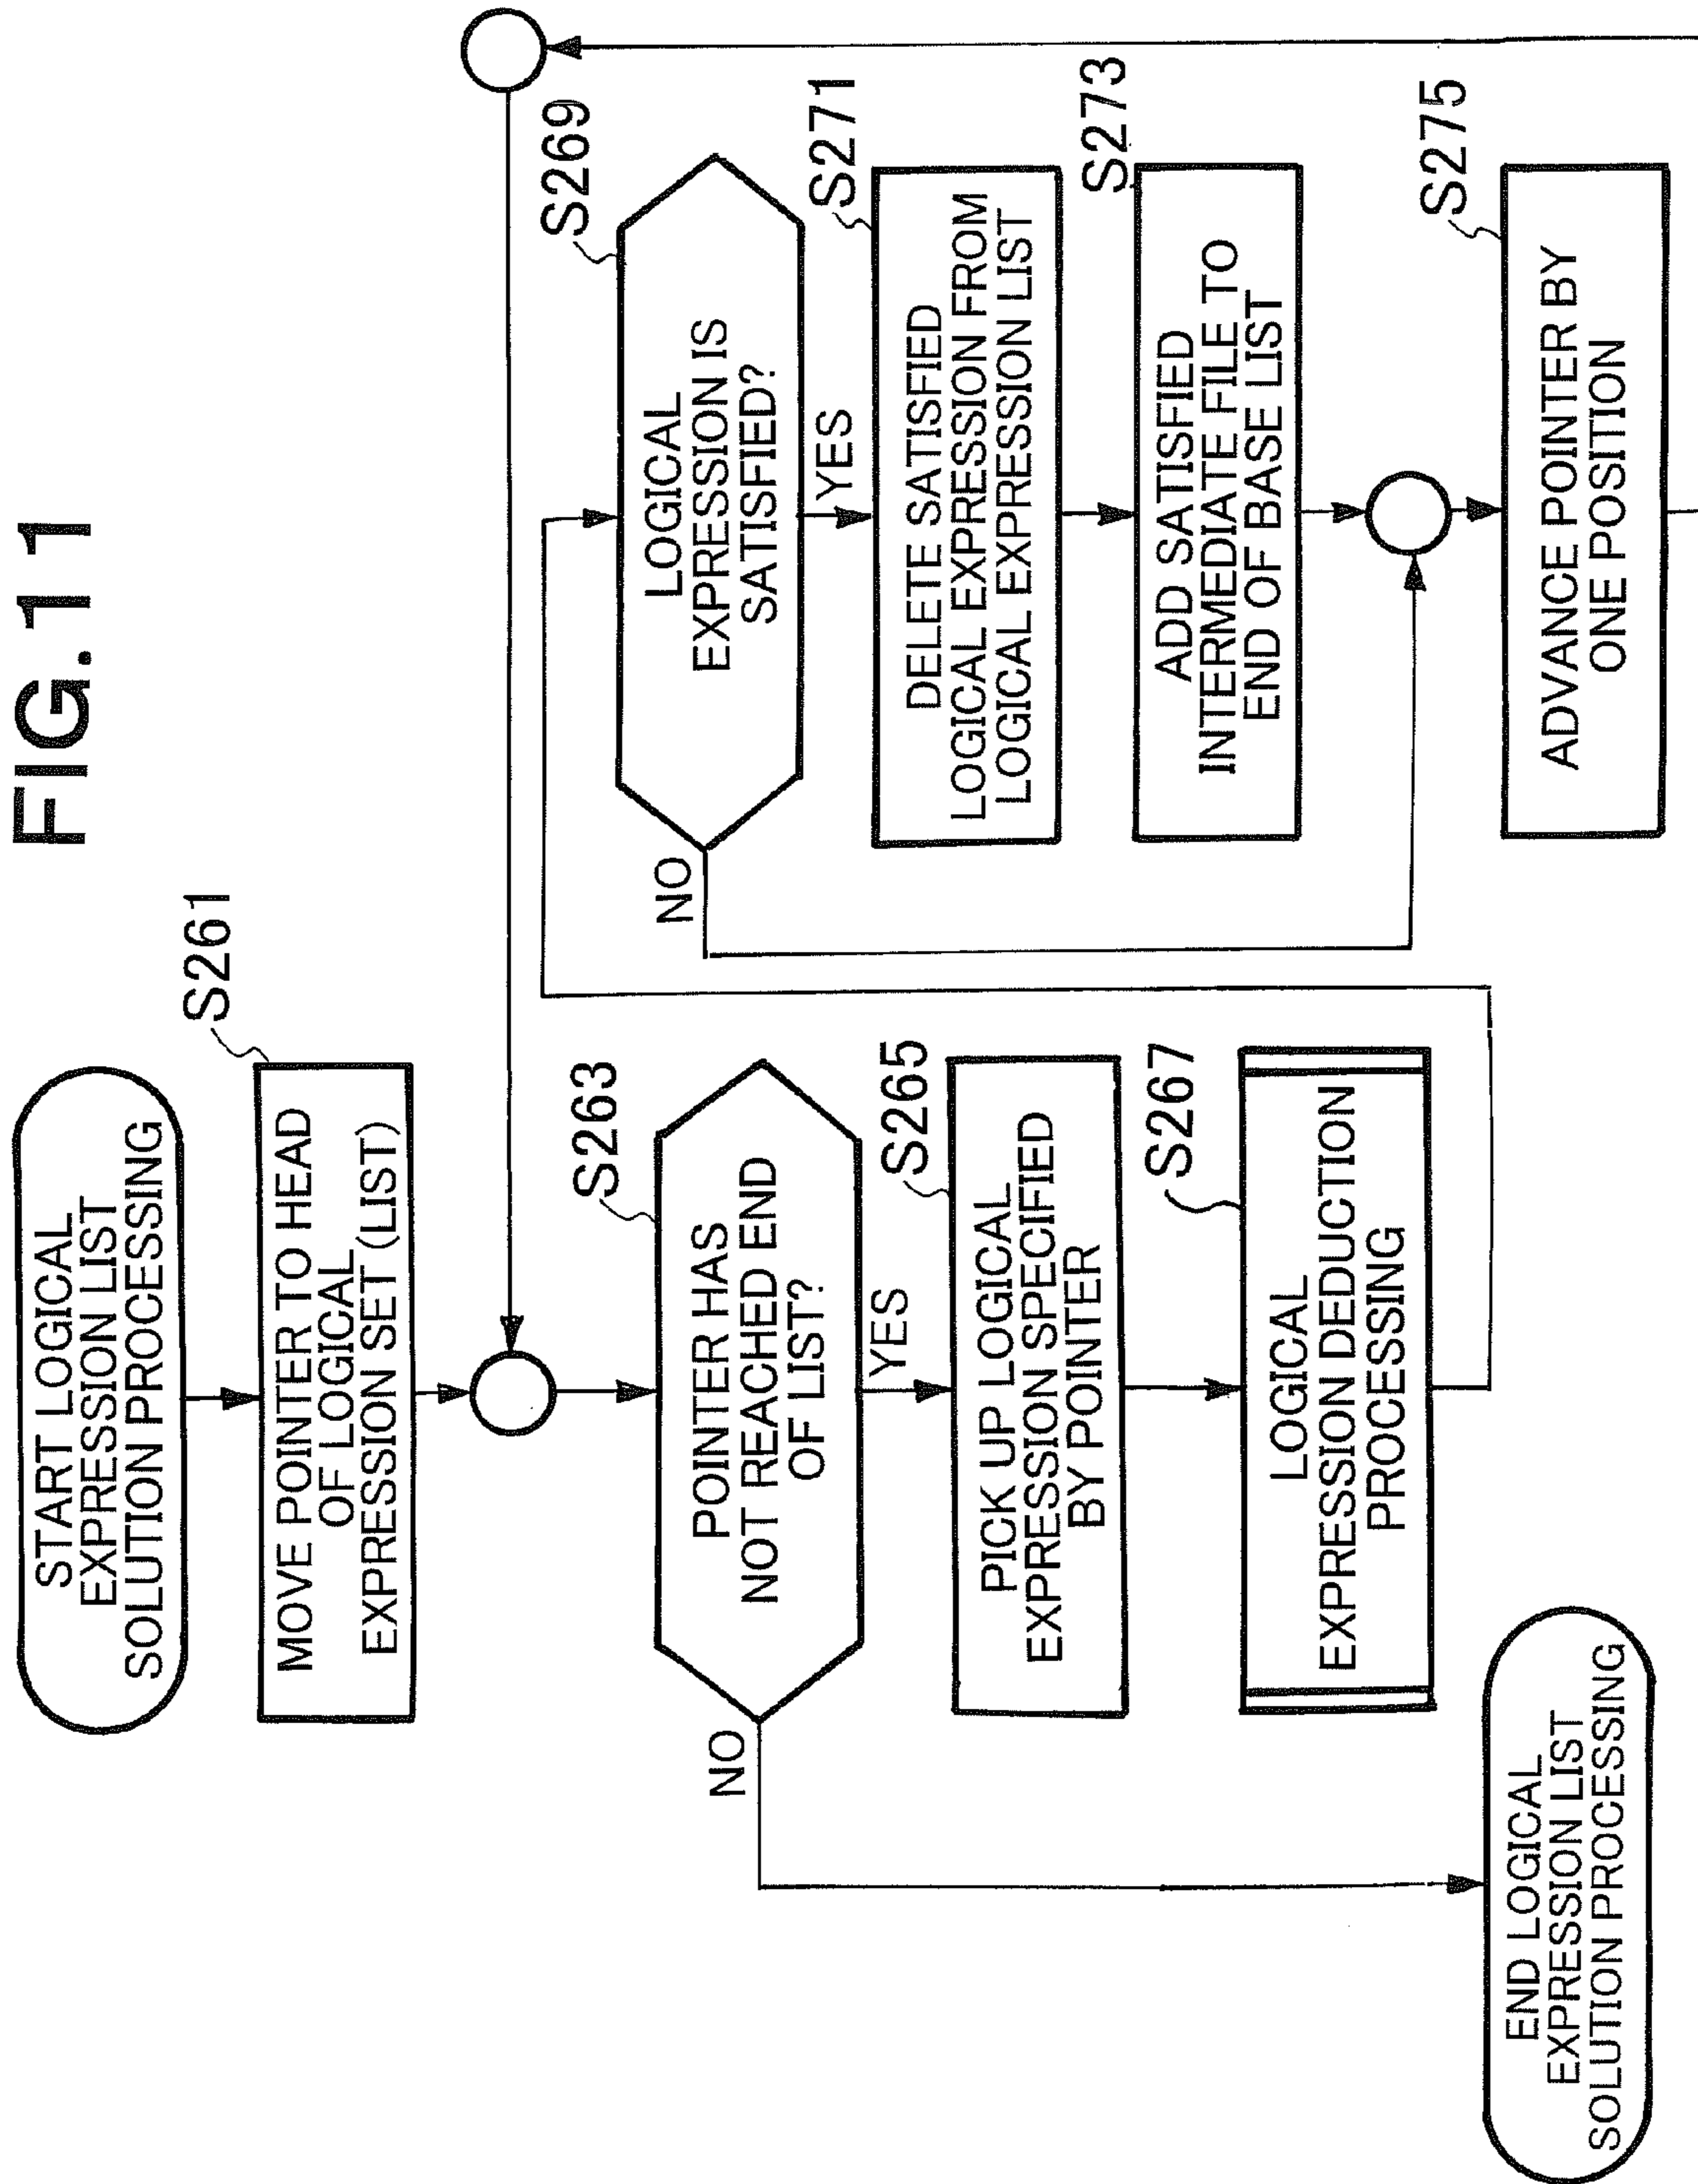 FIG.11
START LOGICAL
EXPRESSION LIST
SOLUTION PROCESSING
S261
MOVE POINTER TO HEAD
OF LOGICAL
EXPRESSION SET (LIST)
S263
POINTER HAS
NOT REACHED END
OF LIST?
NO
YES
S265
PICK UP LOGICAL
EXPRESSION SPECIFIED
BY POINTER
S267
LOGICAL
EXPRESSION DEDUCTION
PROCESSING
END LOGICAL
EXPRESSION LIST
SOLUTION PROCESSING
S269
LOGICAL
EXPRESSION IS
SATISFIED?
NO
YES
S271
DELETE SATISFIED
LOGICAL EXPRESSION FROM
LOGICAL EXPRESSION LIST
S273
ADD SATISFIED
INTERMEDIATE FILE TO
END OF BASE LIST
S275
ADVANCE POINTER BY
ONE POSITION